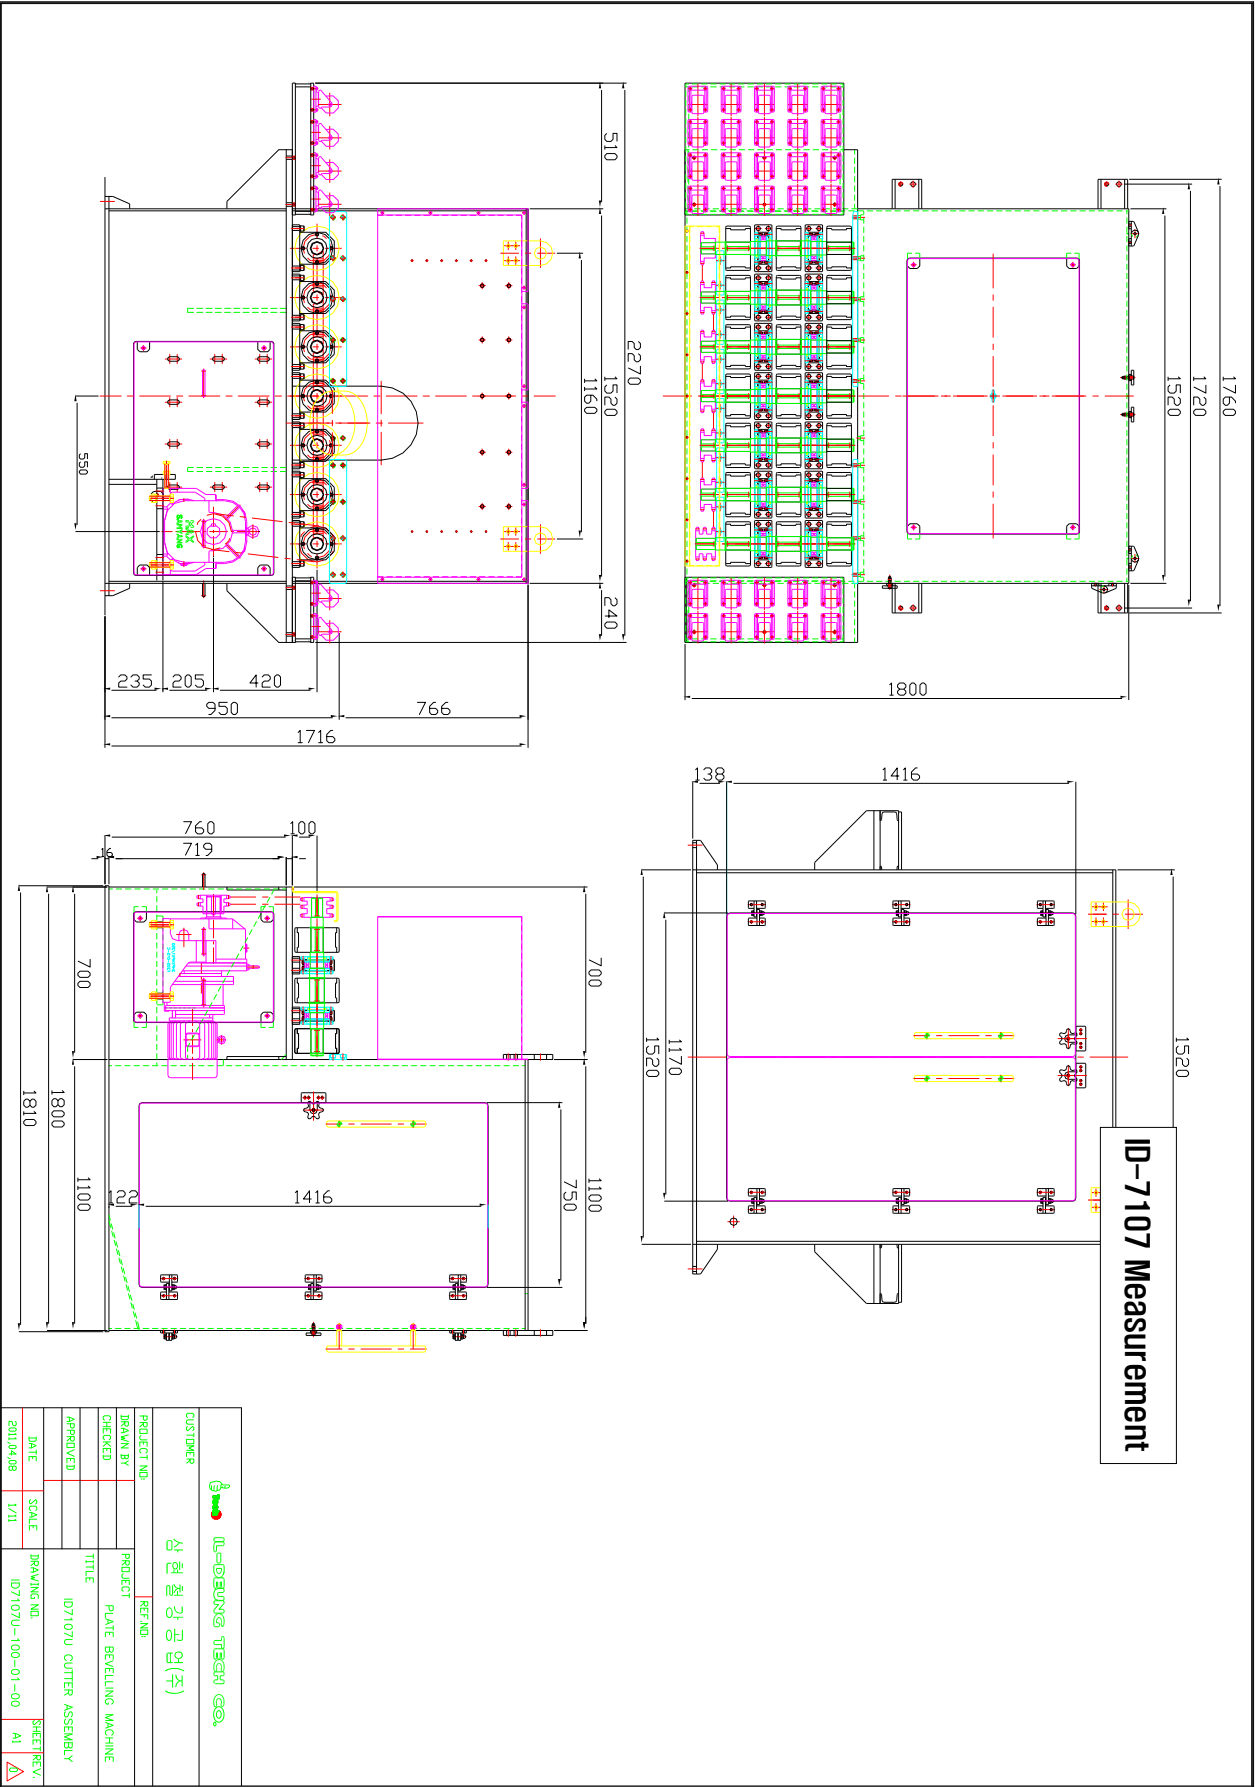 ID-7107 Measurement
1760
1720
1520
1800
2270
1520
1160
510
240
550
235
205
420
950
766
1716
138
1416
1520
1170
1520
760
100
16
719
700
700
1100
1800
1810
122
1416
750
1100
SAMYANG
IL-DEUNG TECH CO.
CUSTOMER
상 현 철 강 공 업(주)
PROJECT NO:
REF.NO:
DRAWN BY
CHECKED
APPROVED
PROJECT
PLATE BEVELLING MACHINE
TITLE
ID7107U CUTTER ASSEMBLY
DATE
SCALE
DRAWING NO.
SHEET
REV.
2011.04.08
1/11
ID7107U-100-01-00
A1
0